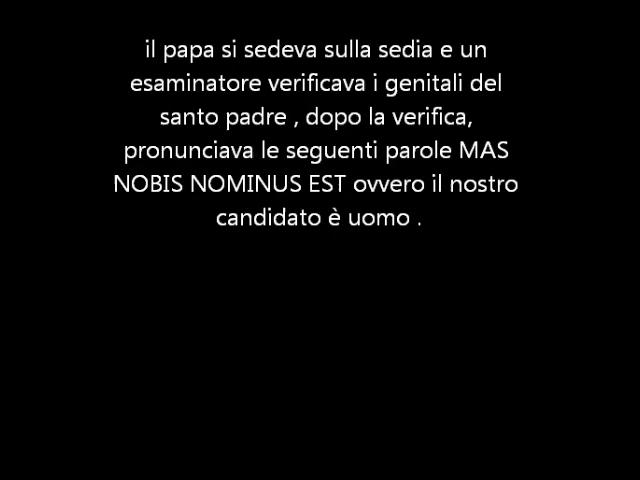 il papa si sedeva sulla sedia e un
esaminatore verificava i genitali del
santo padre , dopo la verifica,
pronunciava le seguenti parole MAS
NOBIS NOMINUS EST ovvero il nostro
candidato è uomo .